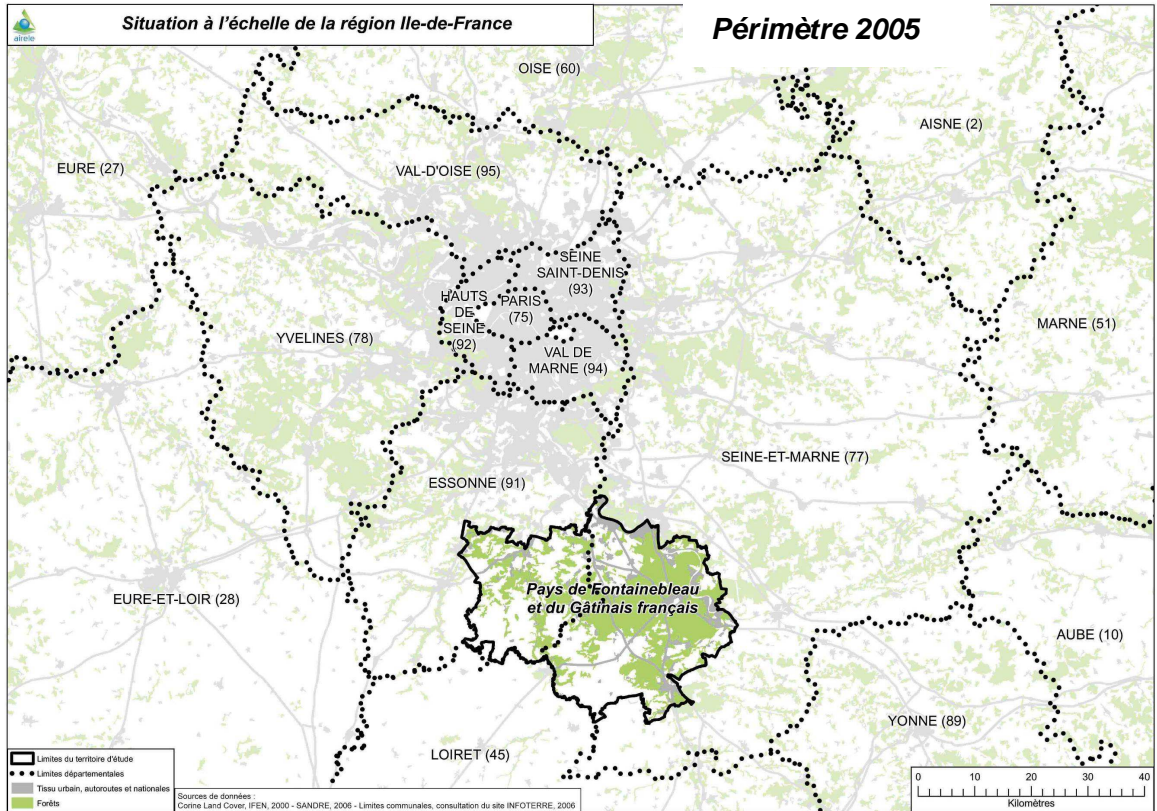 airele
Situation à l'échelle de la région Ile-de-France
Périmètre 2005
OISE (60)
AISNE (2)
EURE (27)
VAL-D'OISE (95)
SEINE
SAINT-DENIS
(93)
HAUTS
DE
SEINE
(92)
PARIS
(75)
MARNE (51)
YVELINES (78)
VAL DE
MARNE (94)
SEINE-ET-MARNE (77)
ESSONNE (91)
Pays de Fontainebleau
et du Gâtinais français
EURE-ET-LOIR (28)
AUBE (10)
YONNE (89)
LOIRET (45)
Limites du territoire d'étude
Limites départementales
Tissu urbain, autoroutes et nationales
Forêts
Sources de données :
Corine Land Cover, IFEN, 2000 - SANDRE, 2006 - Limites communales, consultation du site INFOTERRE, 2006
0 10 20 30 40
Kilomètres